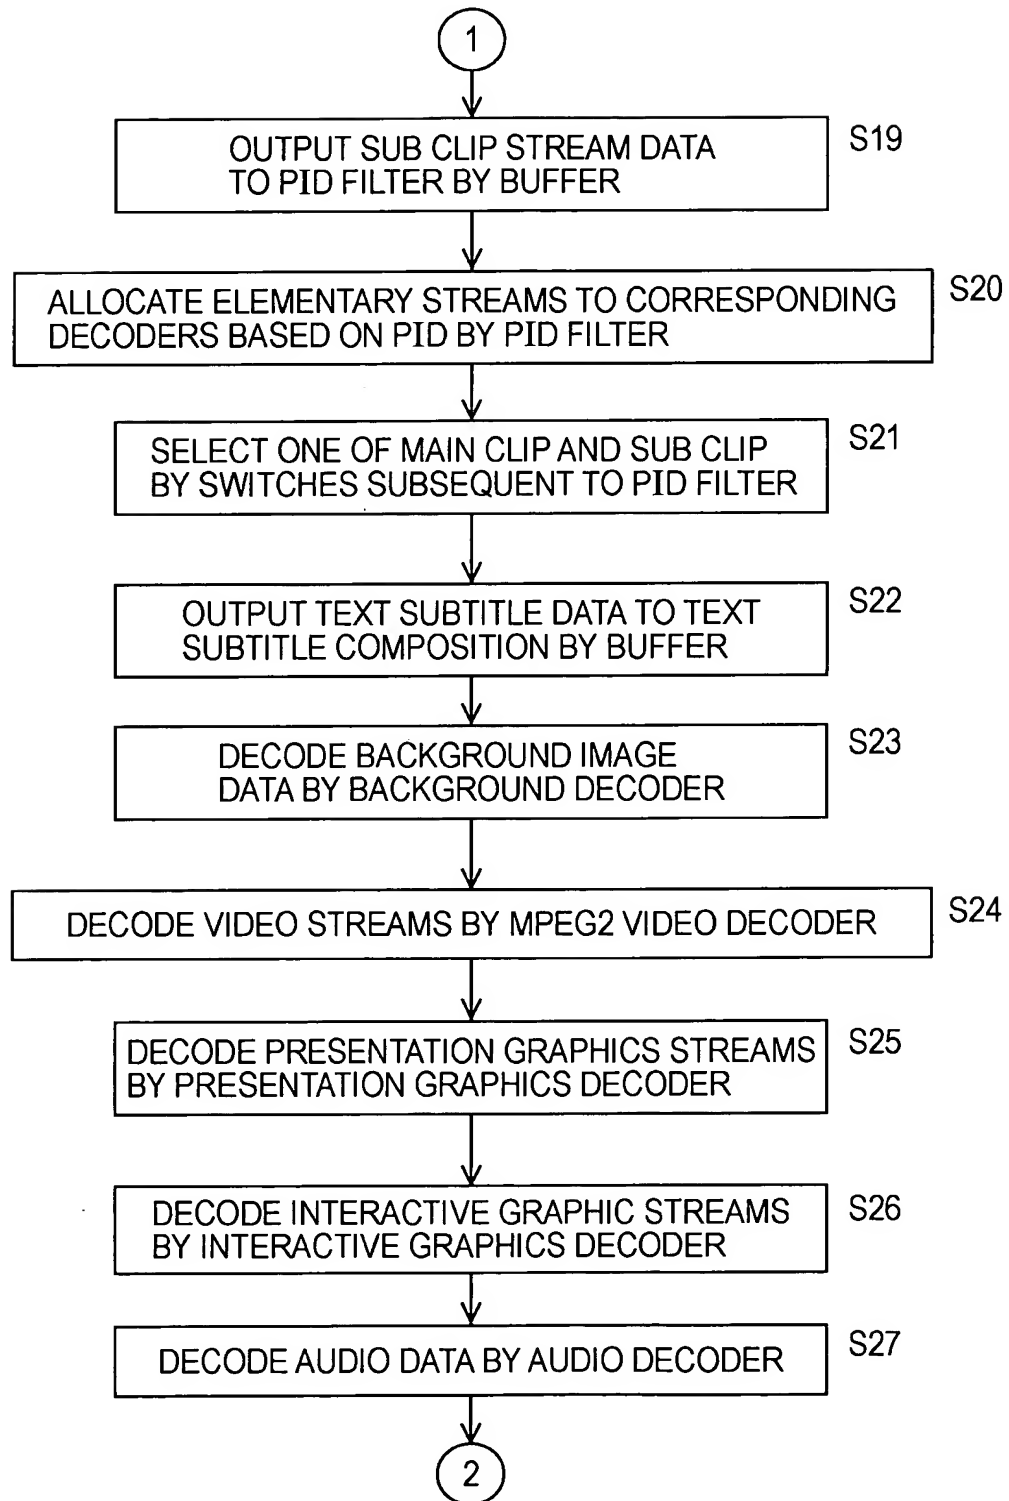 1
OUTPUT SUB CLIP STREAM DATA
TO PID FILTER BY BUFFER
S19
ALLOCATE ELEMENTARY STREAMS TO CORRESPONDING
DECODERS BASED ON PID BY PID FILTER
S20
SELECT ONE OF MAIN CLIP AND SUB CLIP
BY SWITCHES SUBSEQUENT TO PID FILTER
S21
OUTPUT TEXT SUBTITLE DATA TO TEXT
SUBTITLE COMPOSITION BY BUFFER
S22
DECODE BACKGROUND IMAGE
DATA BY BACKGROUND DECODER
S23
DECODE VIDEO STREAMS BY MPEG2 VIDEO DECODER
S24
DECODE PRESENTATION GRAPHICS STREAMS
BY PRESENTATION GRAPHICS DECODER
S25
DECODE INTERACTIVE GRAPHIC STREAMS
BY INTERACTIVE GRAPHICS DECODER
S26
DECODE AUDIO DATA BY AUDIO DECODER
S27
2